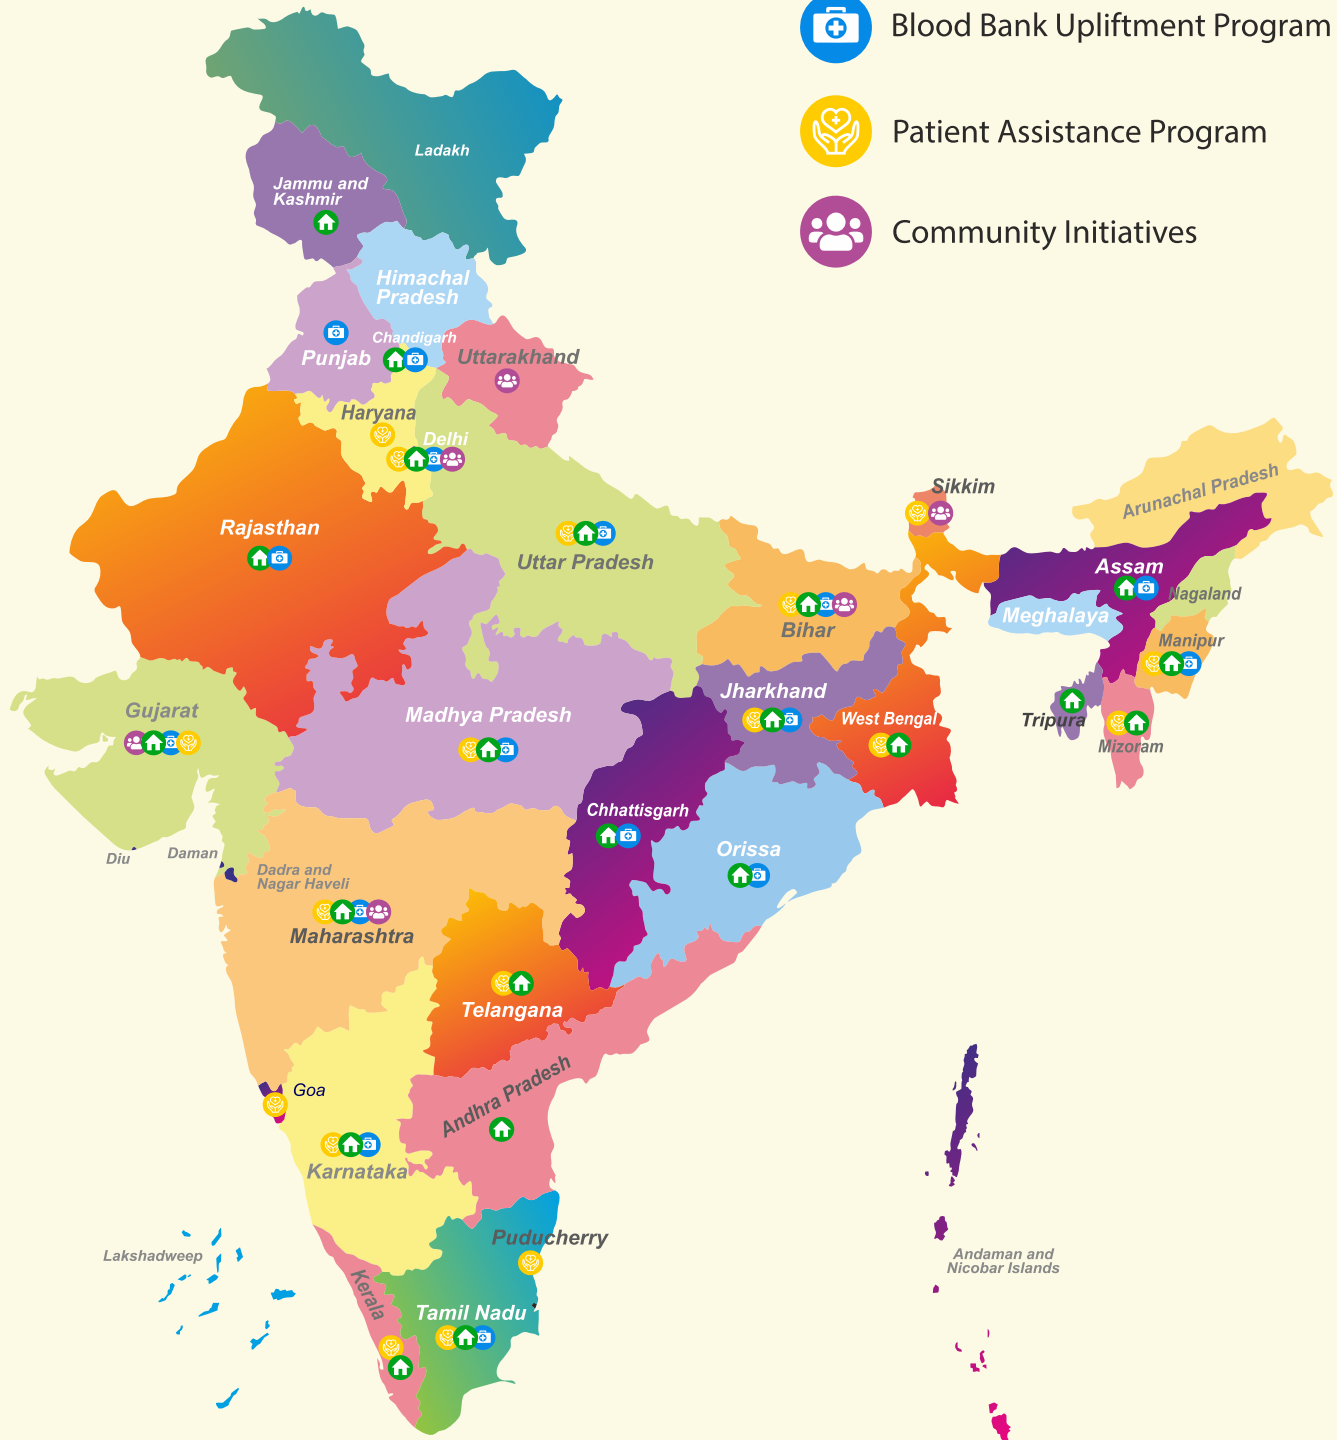 Blood Bank Upliftment Program
Patient Assistance Program
Community Initiatives
Ladakh
Jammu and
Kashmir
Himachal
Pradesh
Chandigarh
Punjab
Uttarakhand
Haryana
Delhi
Sikkim
Arunachal Pradesh
Rajasthan
Uttar Pradesh
Assam
Nagaland
Meghalaya
Bihar
Manipur
Jharkhand
Gujarat
Madhya Pradesh
West Bengal
Tripura
Mizoram
Chhattisgarh
Orissa
Diu
Daman
Dadra and
Nagar Haveli
Maharashtra
Telangana
Goa
Andhra Pradesh
Karnataka
Puducherry
Lakshadweep
Andaman and
Nicobar Islands
Kerala
Tamil Nadu